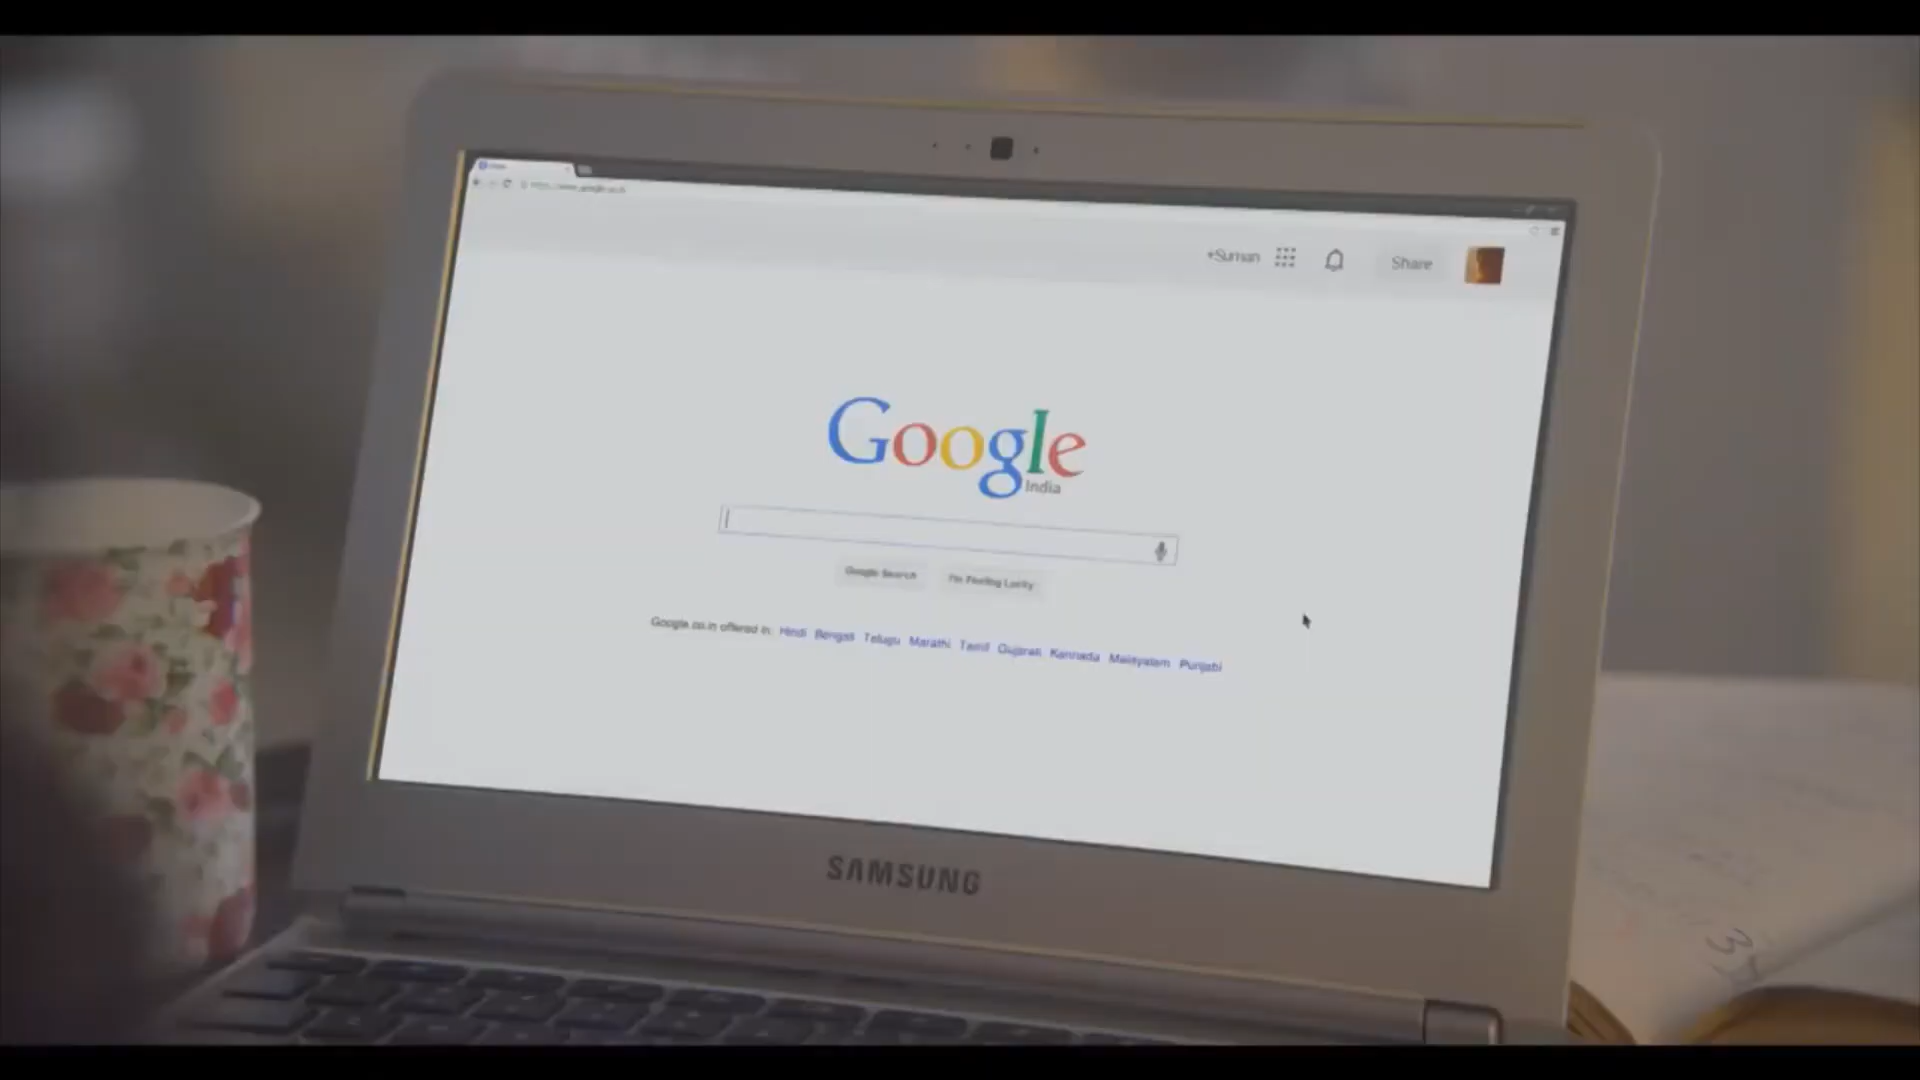 +Suman Share
Google
India
Google Search I'm Feeling Lucky
Google.co.in offered in: Hindi Bengali Telugu Marathi Tamil Gujarati Kannada Malayalam Punjabi
SAMSUNG